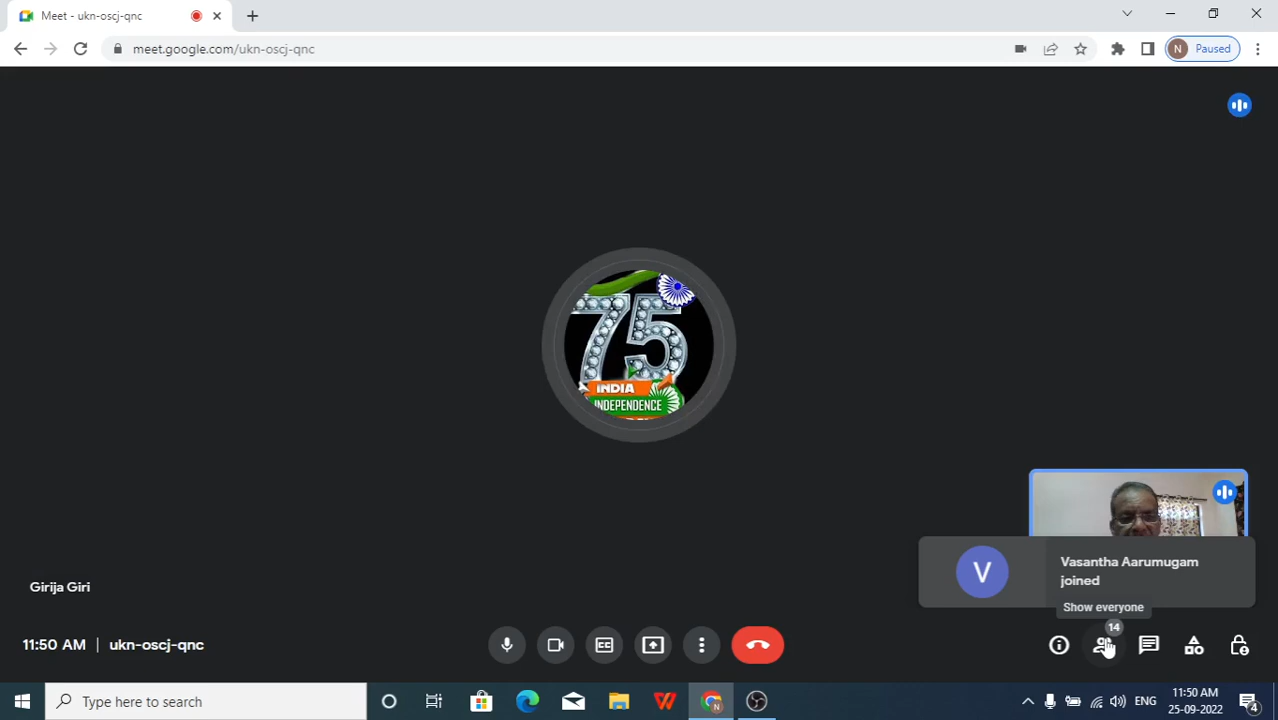 Meet - ukn-oscj-qnc
meet.google.com/ukn-oscj-qnc
N
Paused
75
INDIA
INDEPENDENCE
V
Vasantha Aarumugam
joined
Girija Giri
Show everyone
14
11:50 AM | ukn-oscj-qnc
CC
Type here to search
N
ENG
11:50 AM
25-09-2022
4